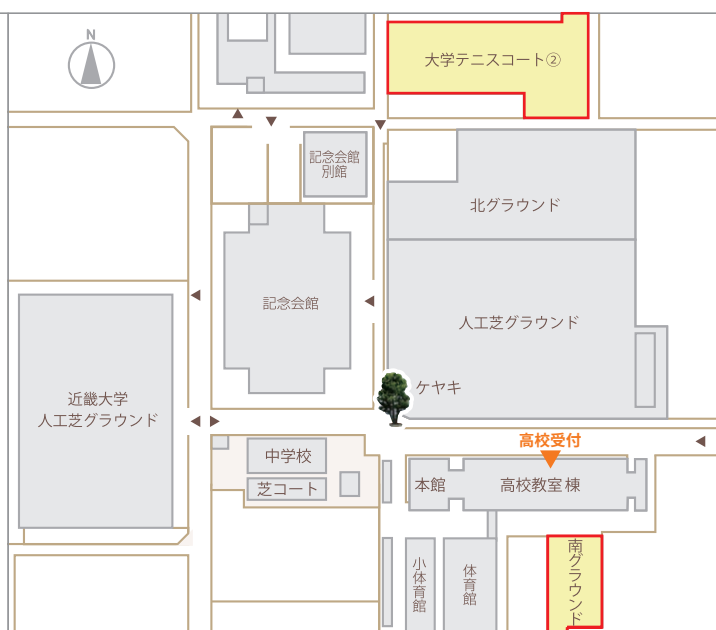 N
大学テニスコート②
記念会館
別館
北グラウンド
記念会館
人工芝グラウンド
近畿大学
人工芝グラウンド
ケヤキ
高校受付
中学校
芝コート
本館
高校教室棟
小体育館
体育館
南グラウンド